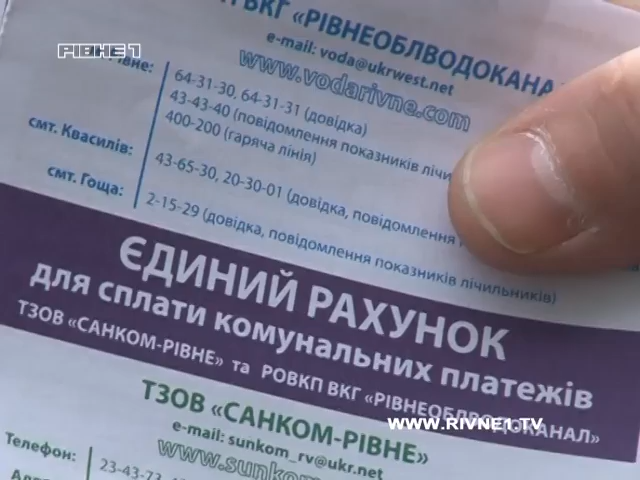 ВКГ «РІВНЕОБЛВОДОКАНАЛ
e-mail: voda@ukrwest.net
www.vodarivne.com
РІВНЕ 1
Рівне:
64-31-30, 64-31-31 (довідка)
43-43-40 (повідомлення показників
400-200 (гаряча лінія)
смт. Квасилів:
43-65-30, 20-30-01 (довідка, повідомлення
смт. Гоща:
2-15-29 (довідка, повідомлення показників лічильників)
ЄДИНИЙ РАХУНОК
для сплати комунальних платежів
ТЗОВ «САНКОМ-РІВНЕ» та РОВКП ВКГ «РІВНЕОБЛВОДОКАНАЛ»
WWW.RIVNE1.TV
ТЗОВ «САНКОМ-РІВНЕ»
e-mail: sunkom_rv@ukr.net
Телефон: